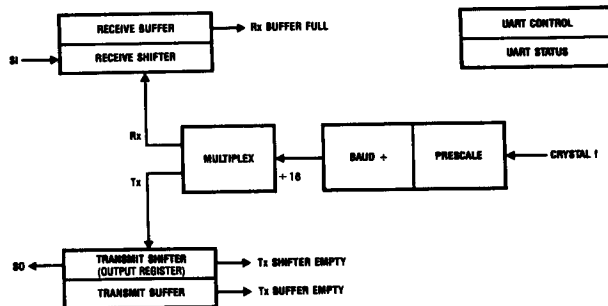 RECEIVE BUFFER
Rx BUFFER FULL
UART CONTROL
SI
RECEIVE SHIFTER
UART STATUS
Rx
MULTIPLEX
BAUD ÷
PRESCALE
CRYSTAL f
÷ 16
Tx
SO
TRANSMIT SHIFTER
(OUTPUT REGISTER)
Tx SHIFTER EMPTY
TRANSMIT BUFFER
Tx BUFFER EMPTY